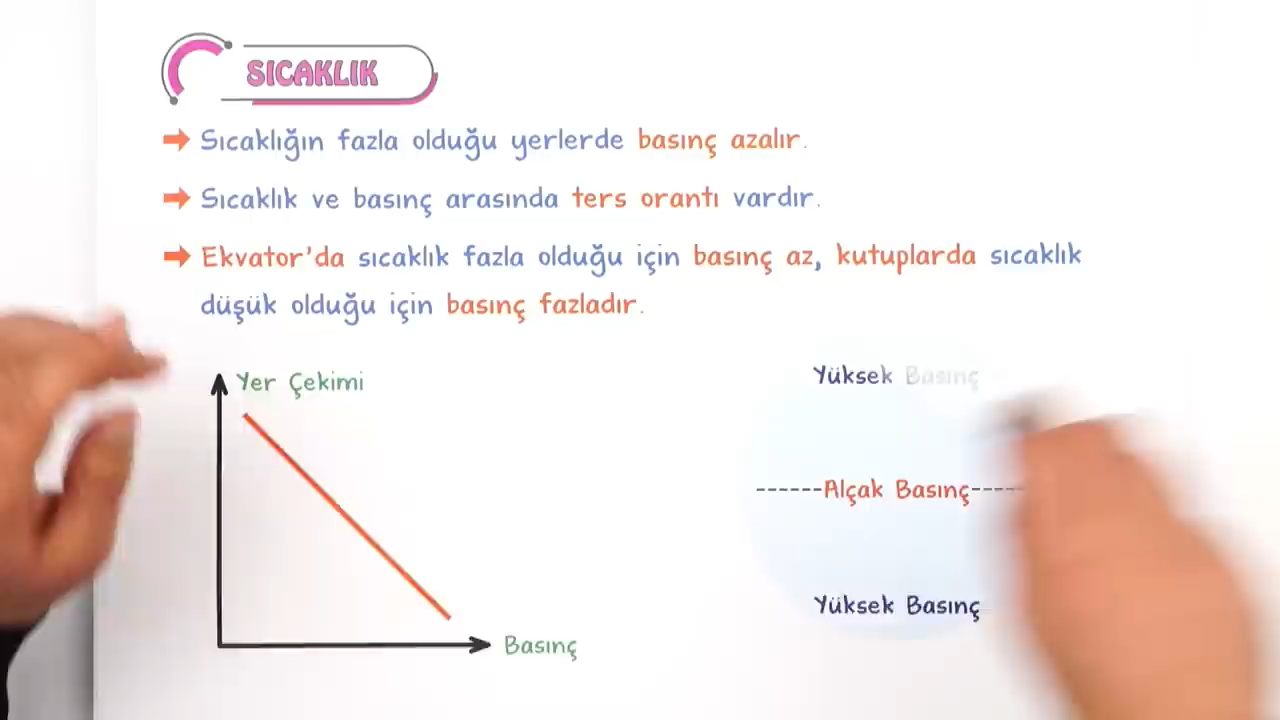 SICAKLIK
➡ Sıcaklığın fazla olduğu yerlerde basınç azalır.
➡ Sıcaklık ve basınç arasında ters orantı vardır.
➡ Ekvator'da sıcaklık fazla olduğu için basınç az, kutuplarda sıcaklık
düşük olduğu için basınç fazladır.
Yer Çekimi
Basınç
Yüksek Basınç
------Alçak Basınç-----
Yüksek Basınç